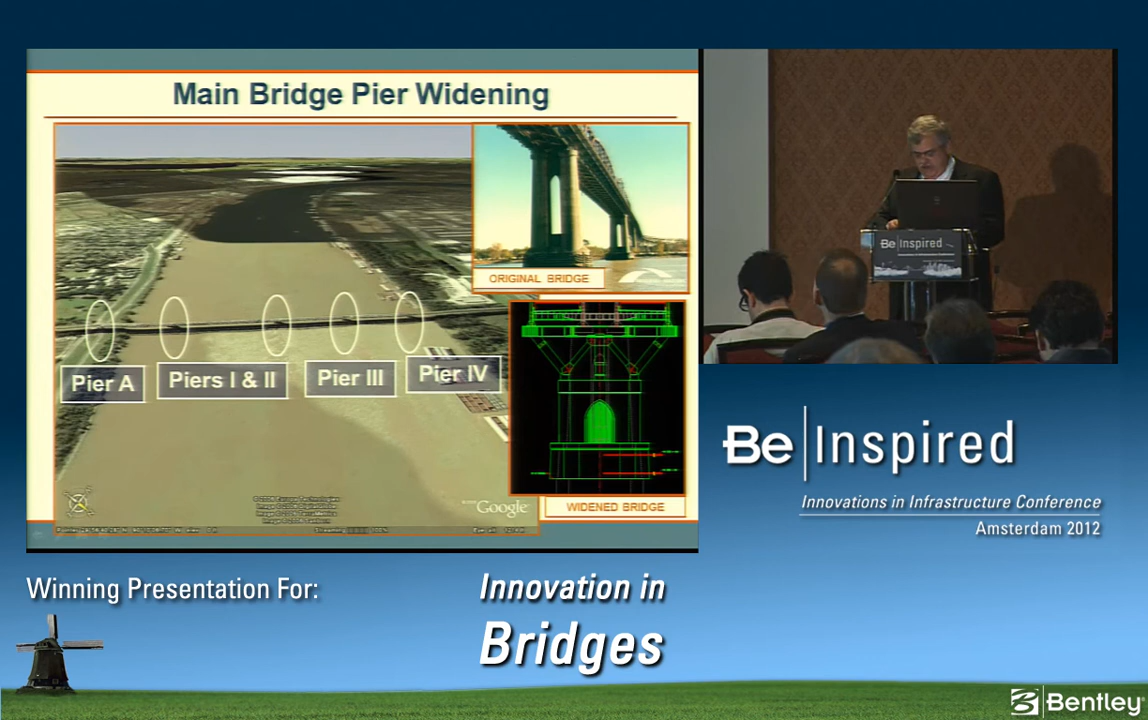 Main Bridge Pier Widening
ORIGINAL BRIDGE
Pier A
Piers I & II
Pier III
Pier IV
Google
WIDENED BRIDGE
Be Inspired
Be Inspired
Innovations in Infrastructure Conference
Amsterdam 2012
Winning Presentation For:
Innovation in
Bridges
Bentley